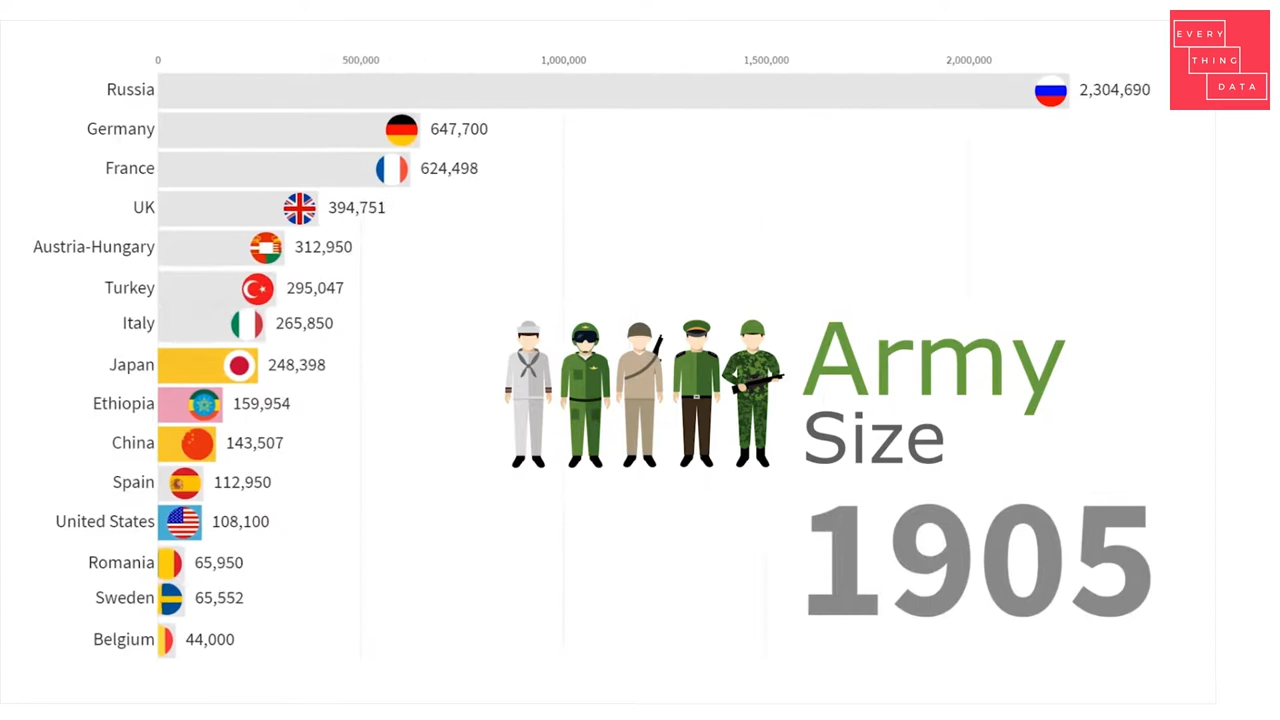 0 500,000 1,000,000 1,500,000 2,000,000
EVERY
THING
DATA
Russia 2,304,690
Germany 647,700
France 624,498
UK 394,751
Austria-Hungary 312,950
Turkey 295,047
Italy 265,850
Japan 248,398
Ethiopia 159,954
China 143,507
Spain 112,950
United States 108,100
Romania 65,950
Sweden 65,552
Belgium 44,000
Army
Size
1905